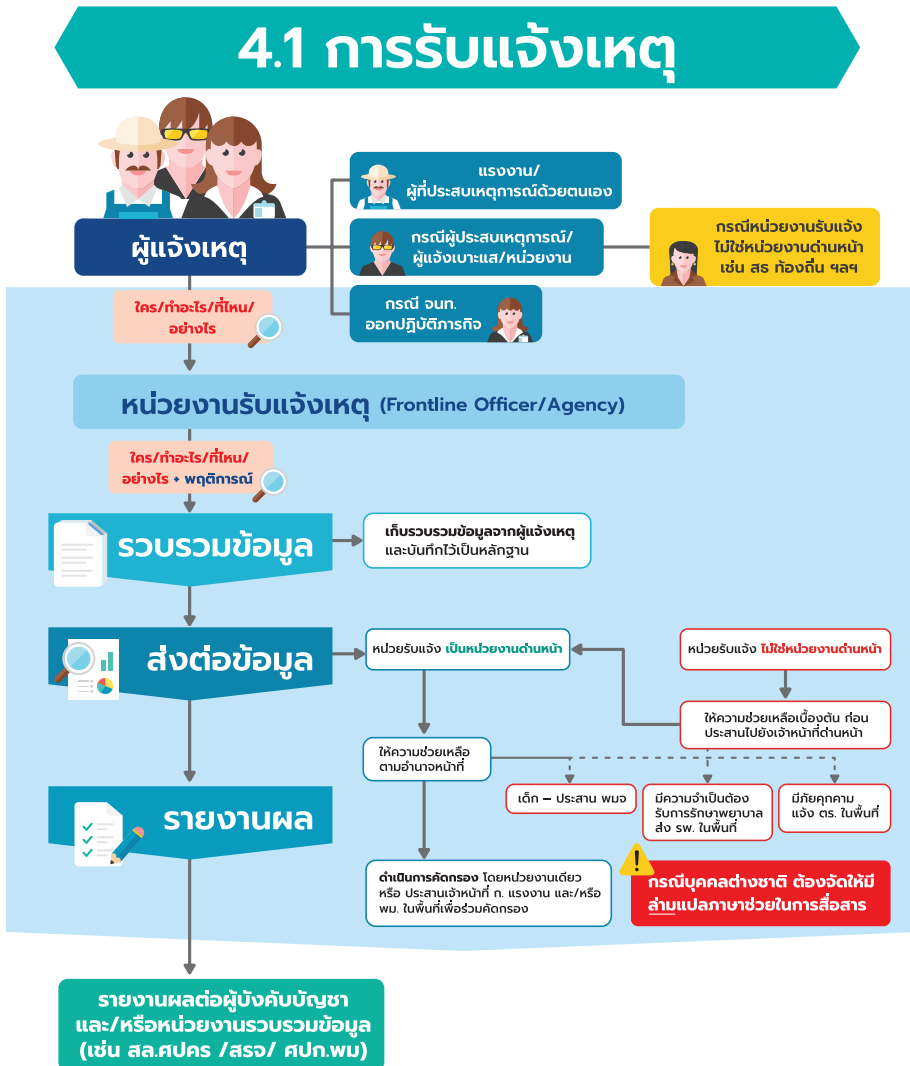 4.1 การรับแจ้งเหตุ
แรงงาน/
ผู้ที่ประสบเหตุการณ์ด้วยตนเอง
ผู้แจ้งเหตุ
กรณีผู้ประสบเหตุการณ์/
ผู้แจ้งเบาะแส/หน่วยงาน
กรณีหน่วยงานรับแจ้ง
ไม่ใช่หน่วยงานด่านหน้า
เช่น สธ ท้องถิ่น ฯลฯ
กรณี จนท.
ออกปฏิบัติภารกิจ
ใคร/ทำอะไร/ที่ไหน/
อย่างไร
หน่วยงานรับแจ้งเหตุ (Frontline Officer/Agency)
ใคร/ทำอะไร/ที่ไหน/
อย่างไร + พฤติการณ์
รวบรวมข้อมูล
เก็บรวบรวมข้อมูลจากผู้แจ้งเหตุ
และบันทึกไว้เป็นหลักฐาน
ส่งต่อข้อมูล
หน่วยรับแจ้ง เป็นหน่วยงานด่านหน้า
หน่วยรับแจ้ง ไม่ใช่หน่วยงานด่านหน้า
ให้ความช่วยเหลือเบื้องต้น ก่อน
ประสานไปยังเจ้าหน้าที่ด่านหน้า
ให้ความช่วยเหลือ
ตามอำนาจหน้าที่
เด็ก – ประสาน พมจ
มีความจำเป็นต้อง
รับการรักษาพยาบาล
ส่ง รพ. ในพื้นที่
มีภัยคุกคาม
แจ้ง ตร. ในพื้นที่
รายงานผล
ดำเนินการคัดกรอง โดยหน่วยงานเดียว
หรือ ประสานเจ้าหน้าที่ ก. แรงงาน และ/หรือ
พม. ในพื้นที่เพื่อร่วมคัดกรอง
กรณีบุคคลต่างชาติ ต้องจัดให้มี
ล่ามแปลภาษาช่วยในการสื่อสาร
รายงานผลต่อผู้บังคับบัญชา
และ/หรือหน่วยงานรวบรวมข้อมูล
(เช่น สล.ศปคร /สรจ/ ศปก.พม)